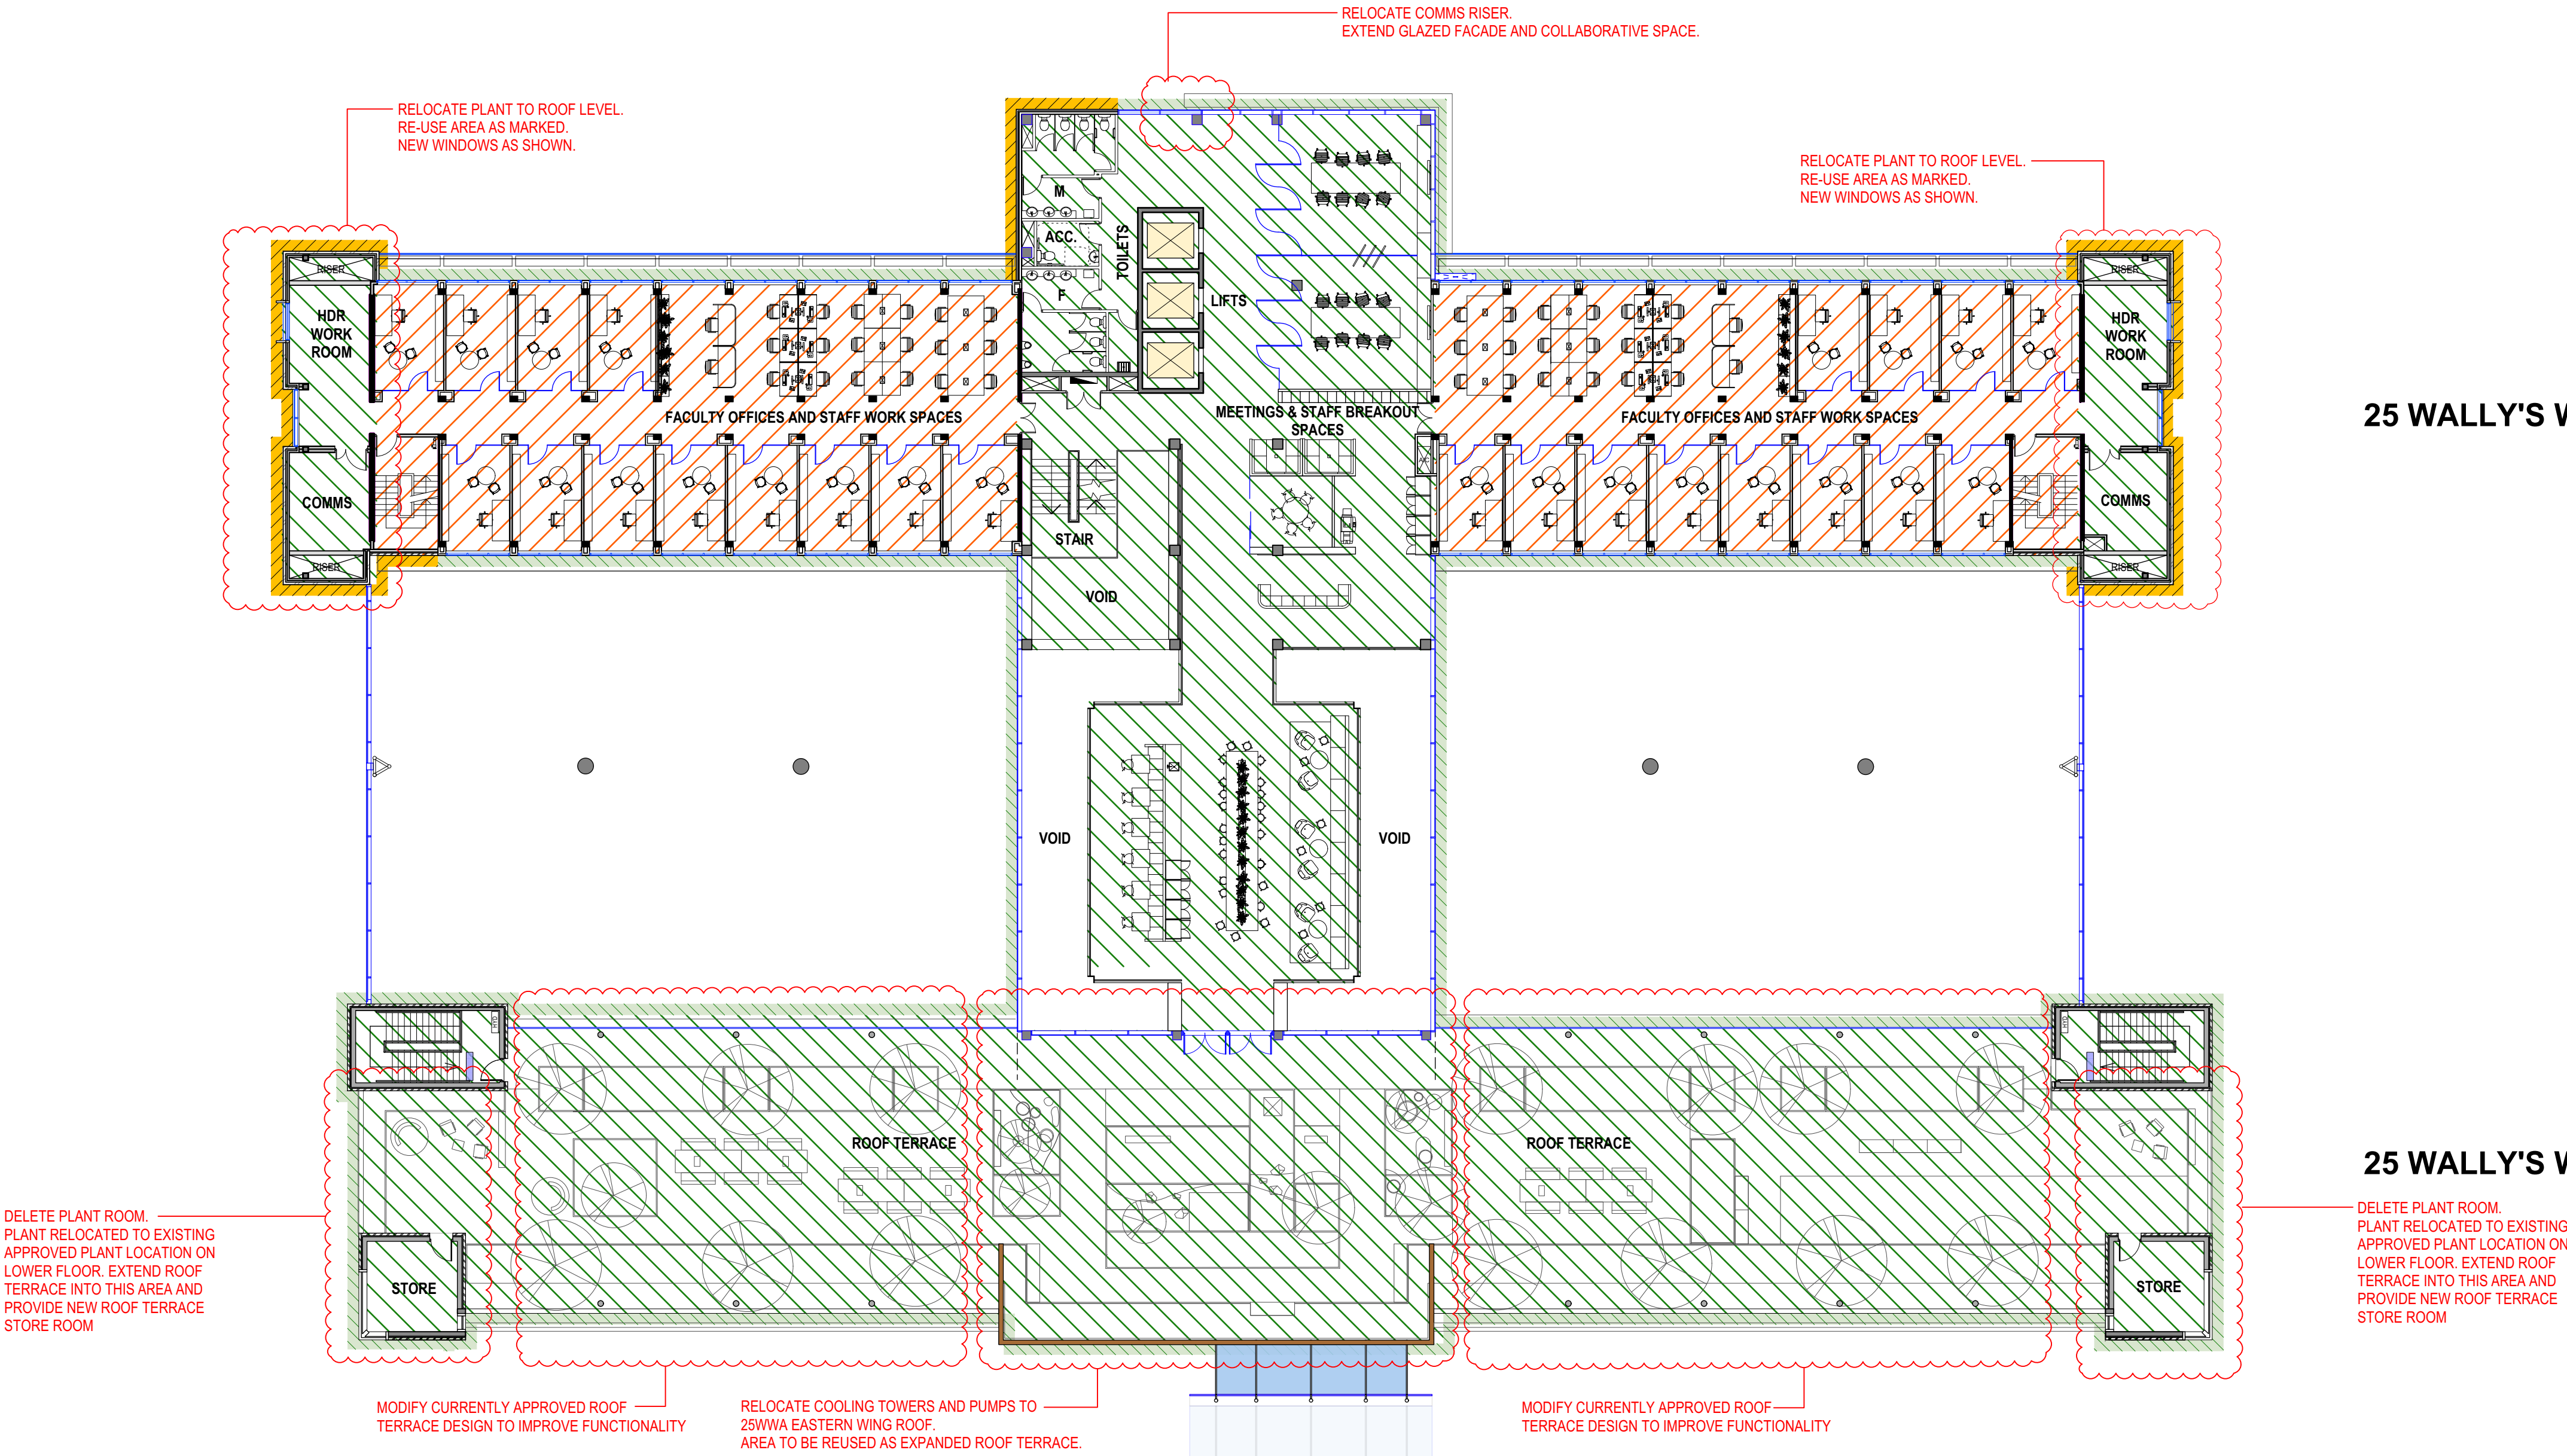 RELOCATE COMMS RISER.
EXTEND GLAZED FACADE AND COLLABORATIVE SPACE.
RELOCATE PLANT TO ROOF LEVEL.
RE-USE AREA AS MARKED.
NEW WINDOWS AS SHOWN.
RELOCATE PLANT TO ROOF LEVEL.
RE-USE AREA AS MARKED.
NEW WINDOWS AS SHOWN.
M
ACC.
TOILETS
F
LIFTS
RISER
HDR
WORK
ROOM
RISER
HDR
WORK
ROOM
FACULTY OFFICES AND STAFF WORK SPACES
MEETINGS & STAFF BREAKOUT
SPACES
FACULTY OFFICES AND STAFF WORK SPACES
25 WALLY'S W
COMMS
STAIR
COMMS
RISER
VOID
RISER
VOID
VOID
HYD
HYD
ROOF TERRACE
ROOF TERRACE
25 WALLY'S W
DELETE PLANT ROOM.
PLANT RELOCATED TO EXISTING
APPROVED PLANT LOCATION ON
LOWER FLOOR. EXTEND ROOF
TERRACE INTO THIS AREA AND
PROVIDE NEW ROOF TERRACE
STORE ROOM
STORE
STORE
DELETE PLANT ROOM.
PLANT RELOCATED TO EXISTING
APPROVED PLANT LOCATION ON
LOWER FLOOR. EXTEND ROOF
TERRACE INTO THIS AREA AND
PROVIDE NEW ROOF TERRACE
STORE ROOM
MODIFY CURRENTLY APPROVED ROOF
TERRACE DESIGN TO IMPROVE FUNCTIONALITY
RELOCATE COOLING TOWERS AND PUMPS TO
25WWA EASTERN WING ROOF.
AREA TO BE REUSED AS EXPANDED ROOF TERRACE.
MODIFY CURRENTLY APPROVED ROOF
TERRACE DESIGN TO IMPROVE FUNCTIONALITY